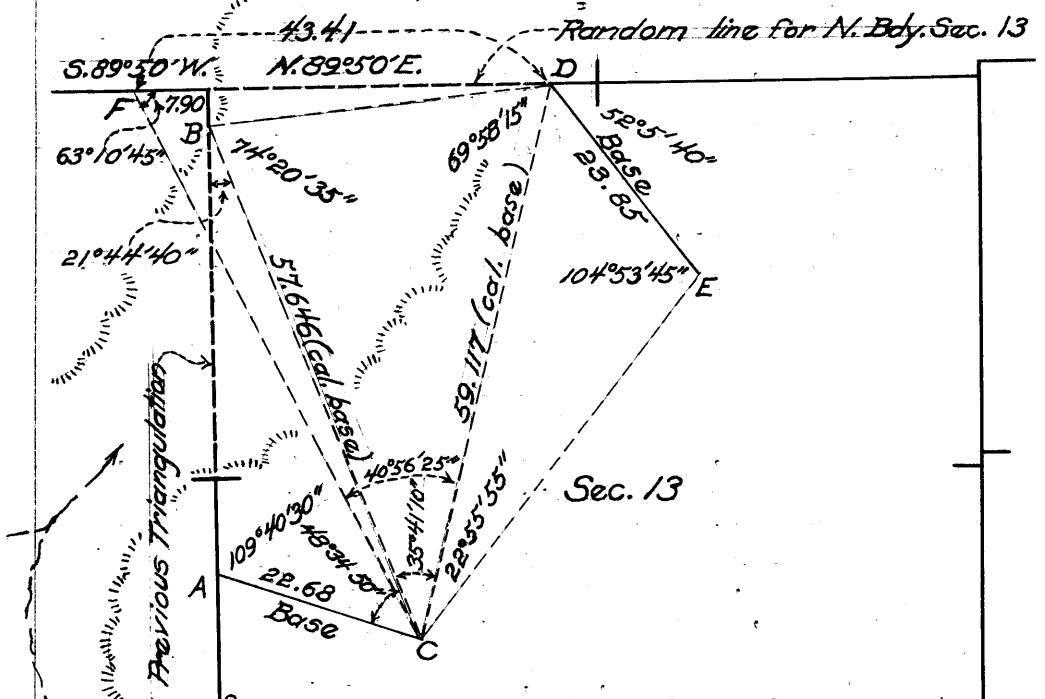 43.41
Random line for N. Bdy. Sec. 13
S.89°50'W.
N.89°50'E.
D
F
7.90
B
63°10'45"
74°20'35"
69°58'15"
52°5'40"
Base
23.85
21°44'40"
104°53'45"
E
57.646 (cal. base)
59.117 (cal. base)
Previous Triangulation
40°56'25"
35°41'10"
22°55'55"
Sec. 13
109°40'30"
48°34'50"
A
22.68
Base
C